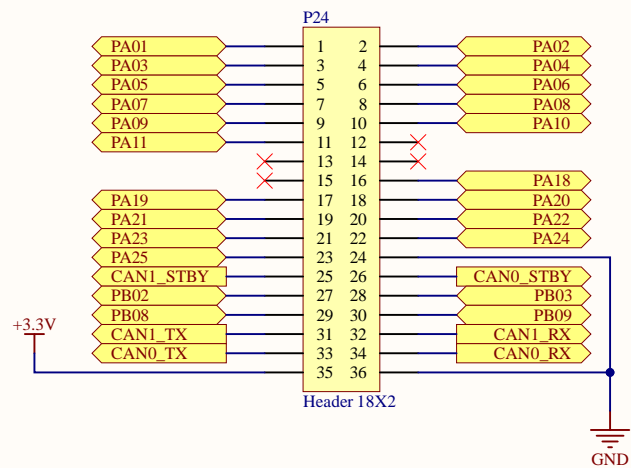 P24
PA01 1 2 PA02
PA03 3 4 PA04
PA05 5 6 PA06
PA07 7 8 PA08
PA09 9 10 PA10
PA11 11 12
13 14
15 16 PA18
PA19 17 18 PA20
PA21 19 20 PA22
PA23 21 22 PA24
PA25 23 24
CAN1_STBY 25 26 CAN0_STBY
PB02 27 28 PB03
PB08 29 30 PB09
+3.3V
CAN1_TX 31 32 CAN1_RX
CAN0_TX 33 34 CAN0_RX
35 36
Header 18X2
GND